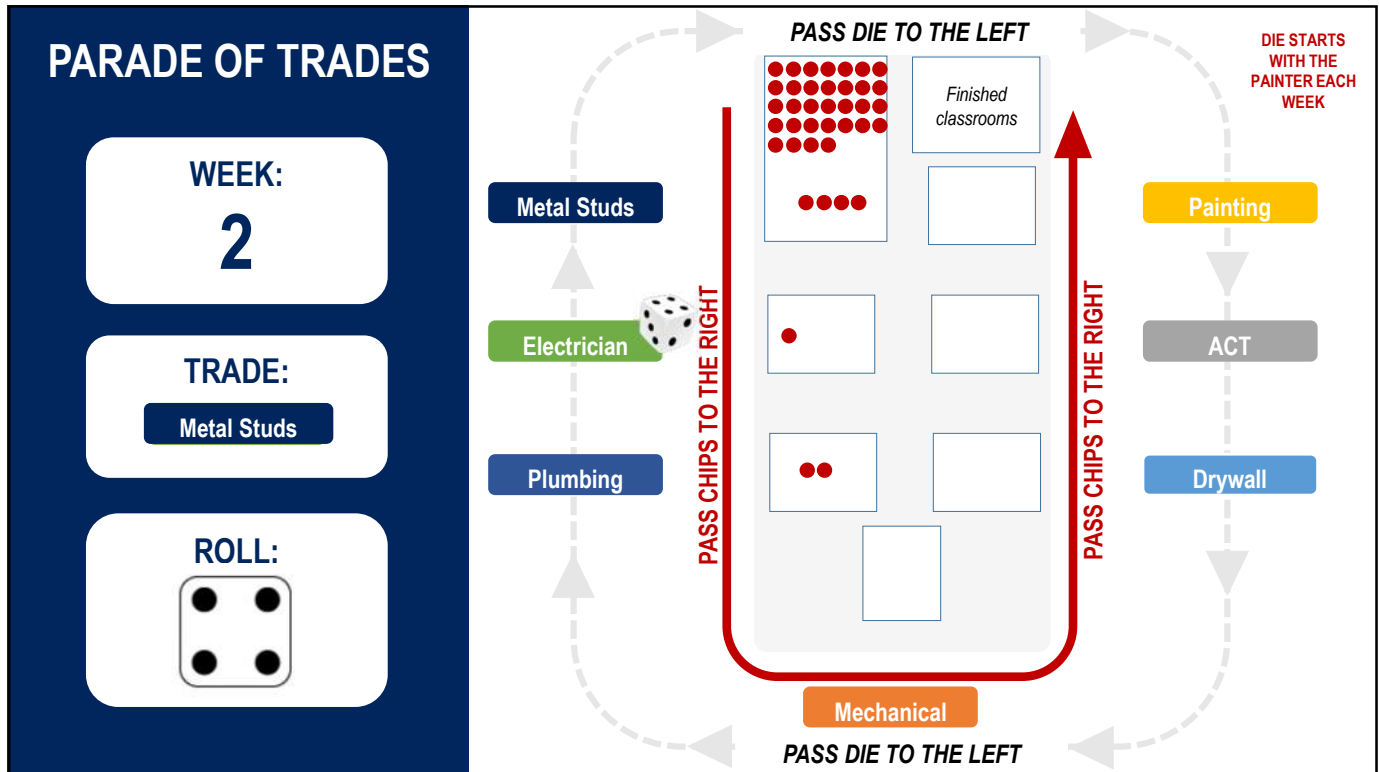 PARADE OF TRADES
WEEK:
2
TRADE:
Metal Studs
ROLL:
PASS DIE TO THE LEFT
DIE STARTS
WITH THE
PAINTER EACH
WEEK
Finished
classrooms
Metal Studs
Painting
Electrician
ACT
Plumbing
Drywall
PASS CHIPS TO THE RIGHT
PASS CHIPS TO THE RIGHT
Mechanical
PASS DIE TO THE LEFT